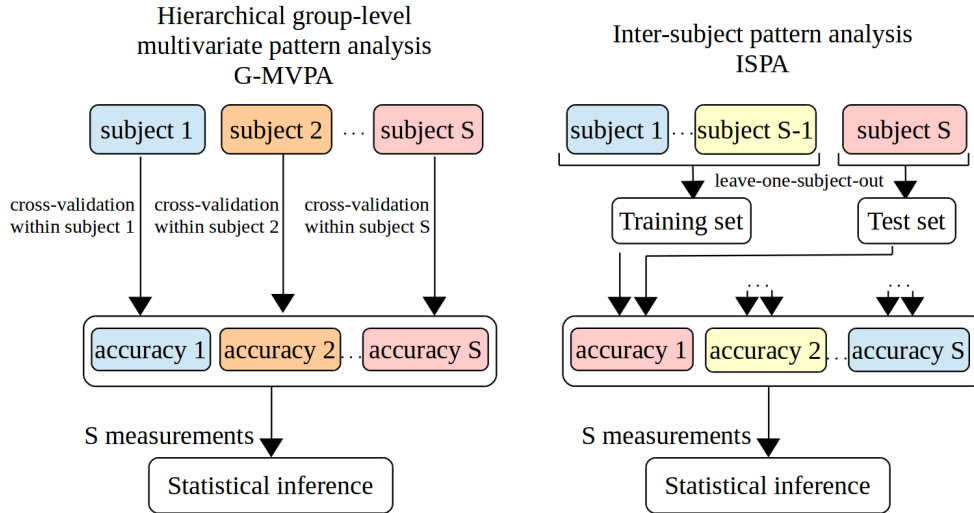 Hierarchical group-level
multivariate pattern analysis
G-MVPA
subject 1
subject 2
...
subject S
cross-validation
within subject 1
cross-validation
within subject 2
cross-validation
within subject S
accuracy 1
accuracy 2
...
accuracy S
S measurements
Statistical inference
Inter-subject pattern analysis
ISPA
subject 1
...
subject S-1
subject S
leave-one-subject-out
Training set
Test set
...
...
accuracy 1
accuracy 2
...
accuracy S
S measurements
Statistical inference